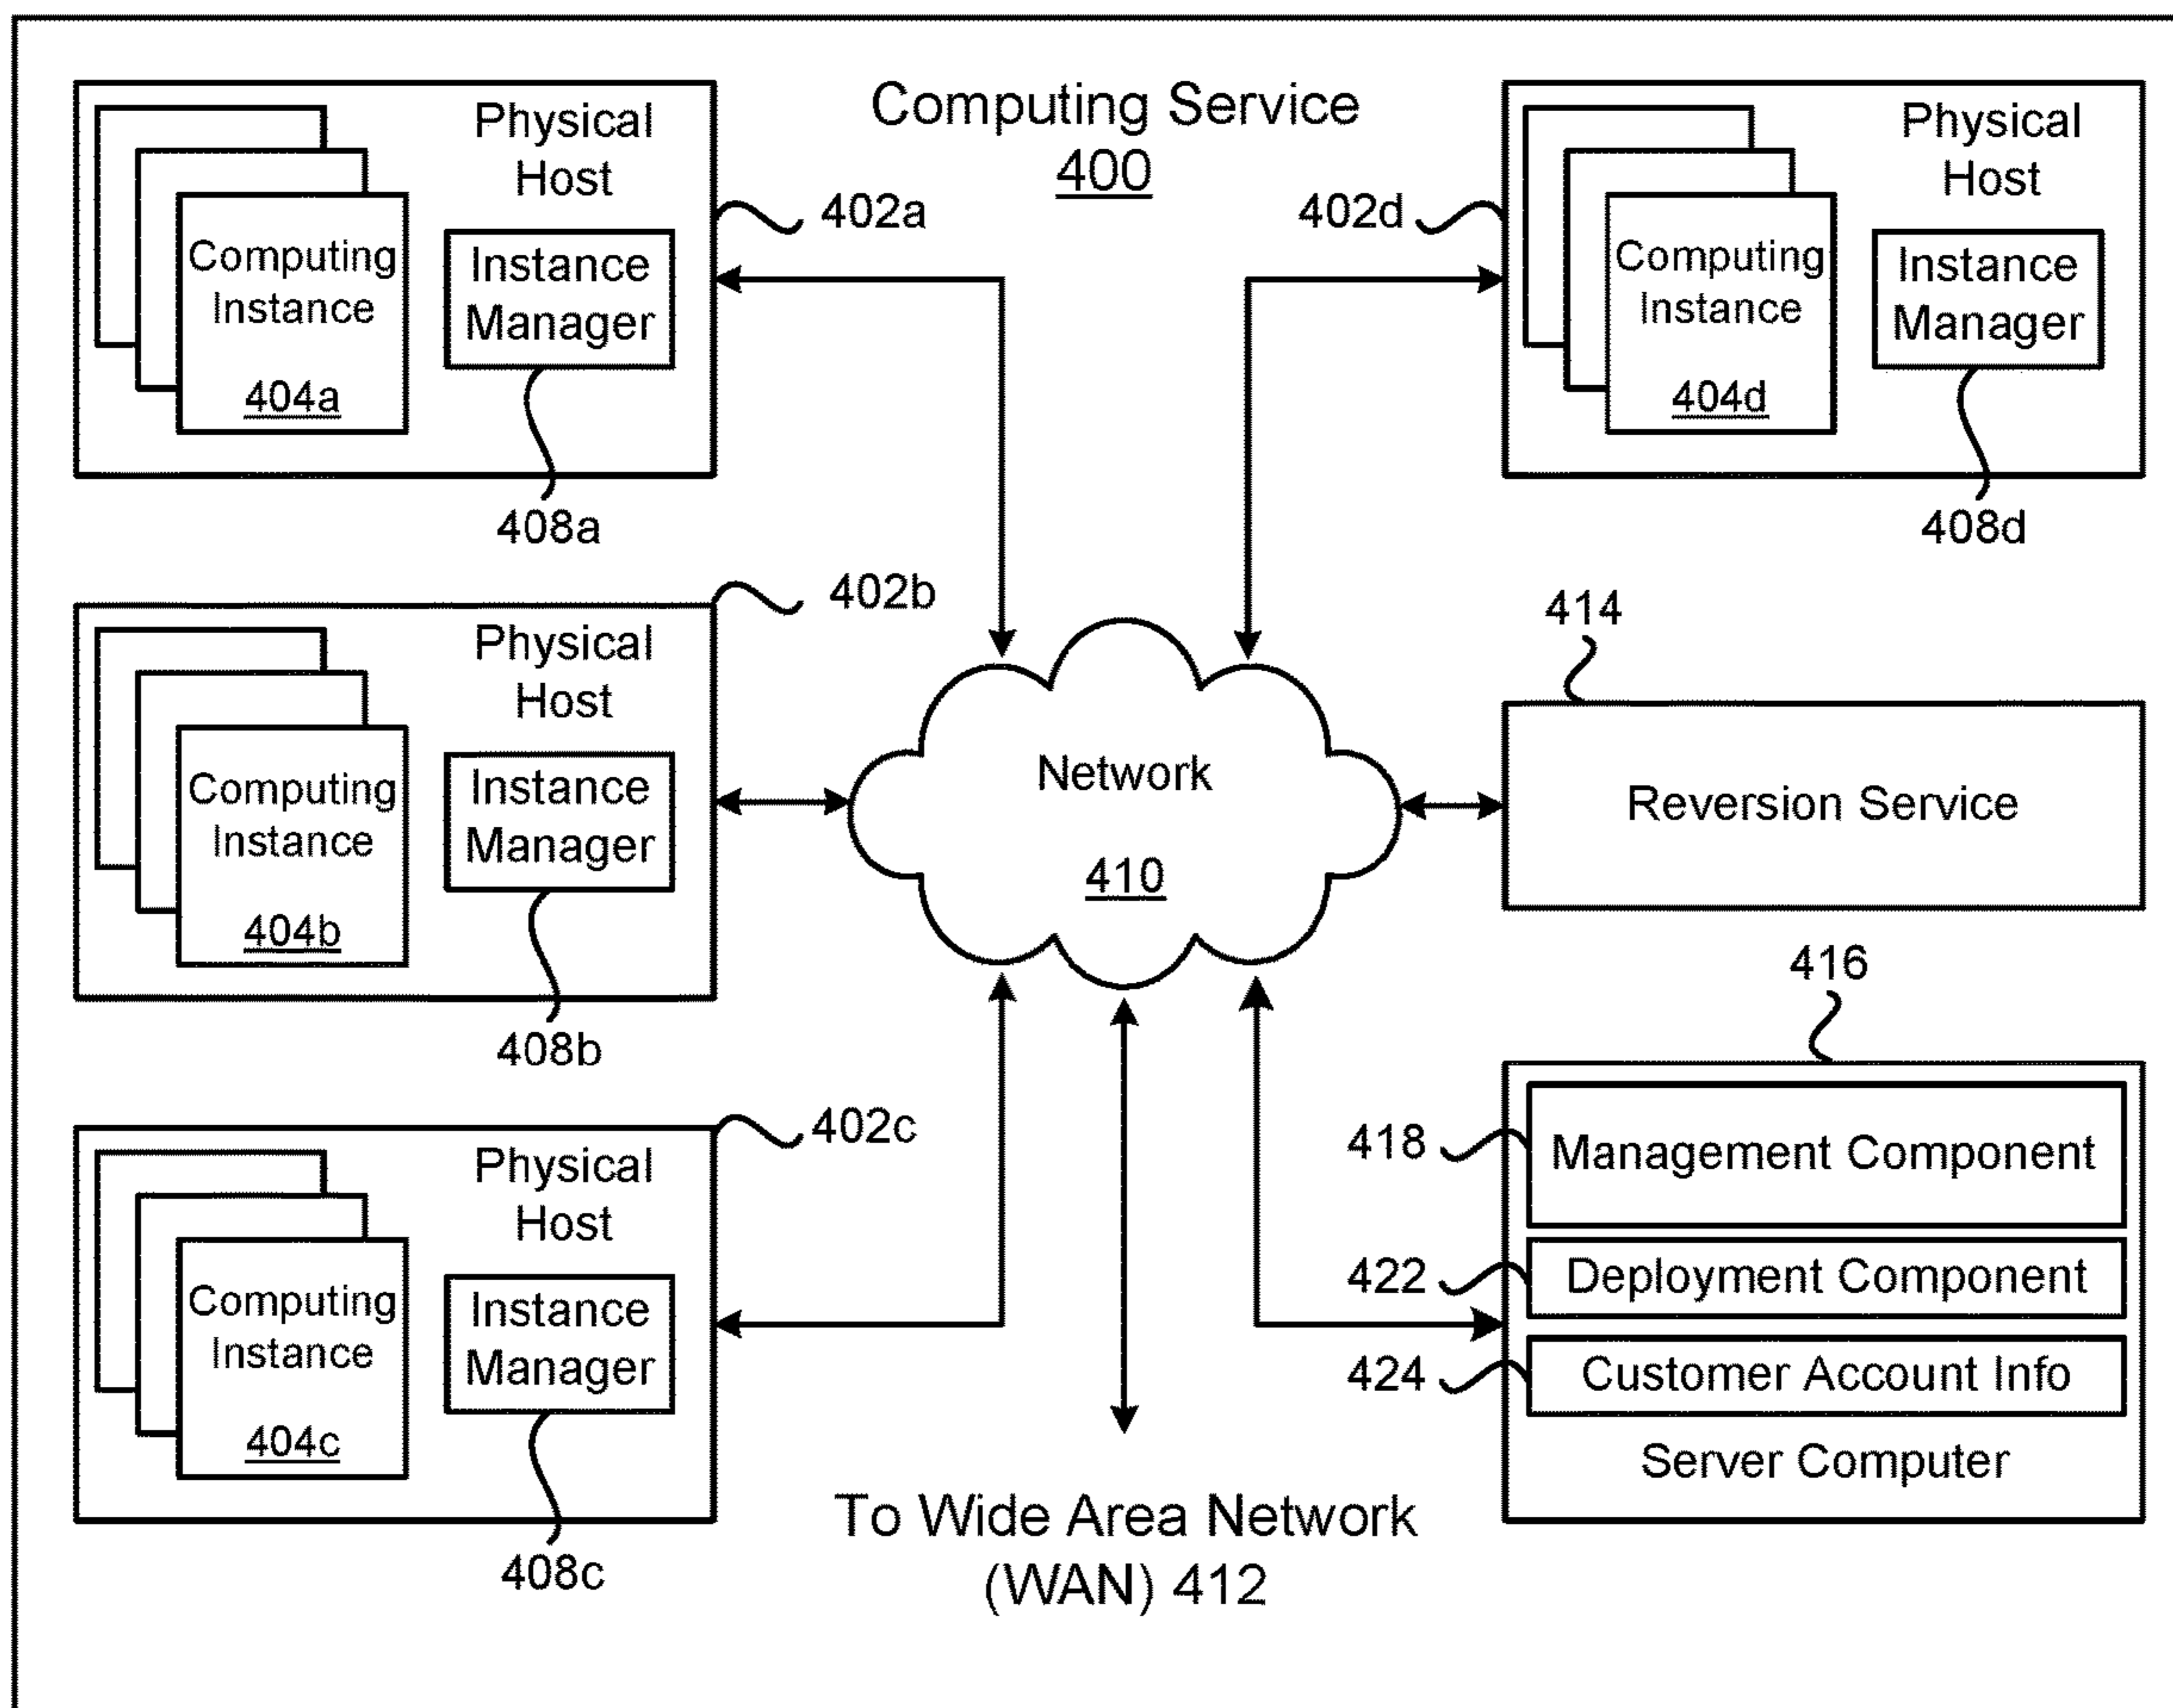 Computing Service
400
Physical
Host
402a
Computing
Instance
404a
Instance
Manager
408a
Physical
Host
402d
Computing
Instance
404d
Instance
Manager
408d
Physical
Host
402b
Computing
Instance
404b
Instance
Manager
408b
Network
410
414
Reversion Service
Physical
Host
402c
Computing
Instance
404c
Instance
Manager
408c
416
418
Management Component
422
Deployment Component
424
Customer Account Info
Server Computer
To Wide Area Network
(WAN) 412